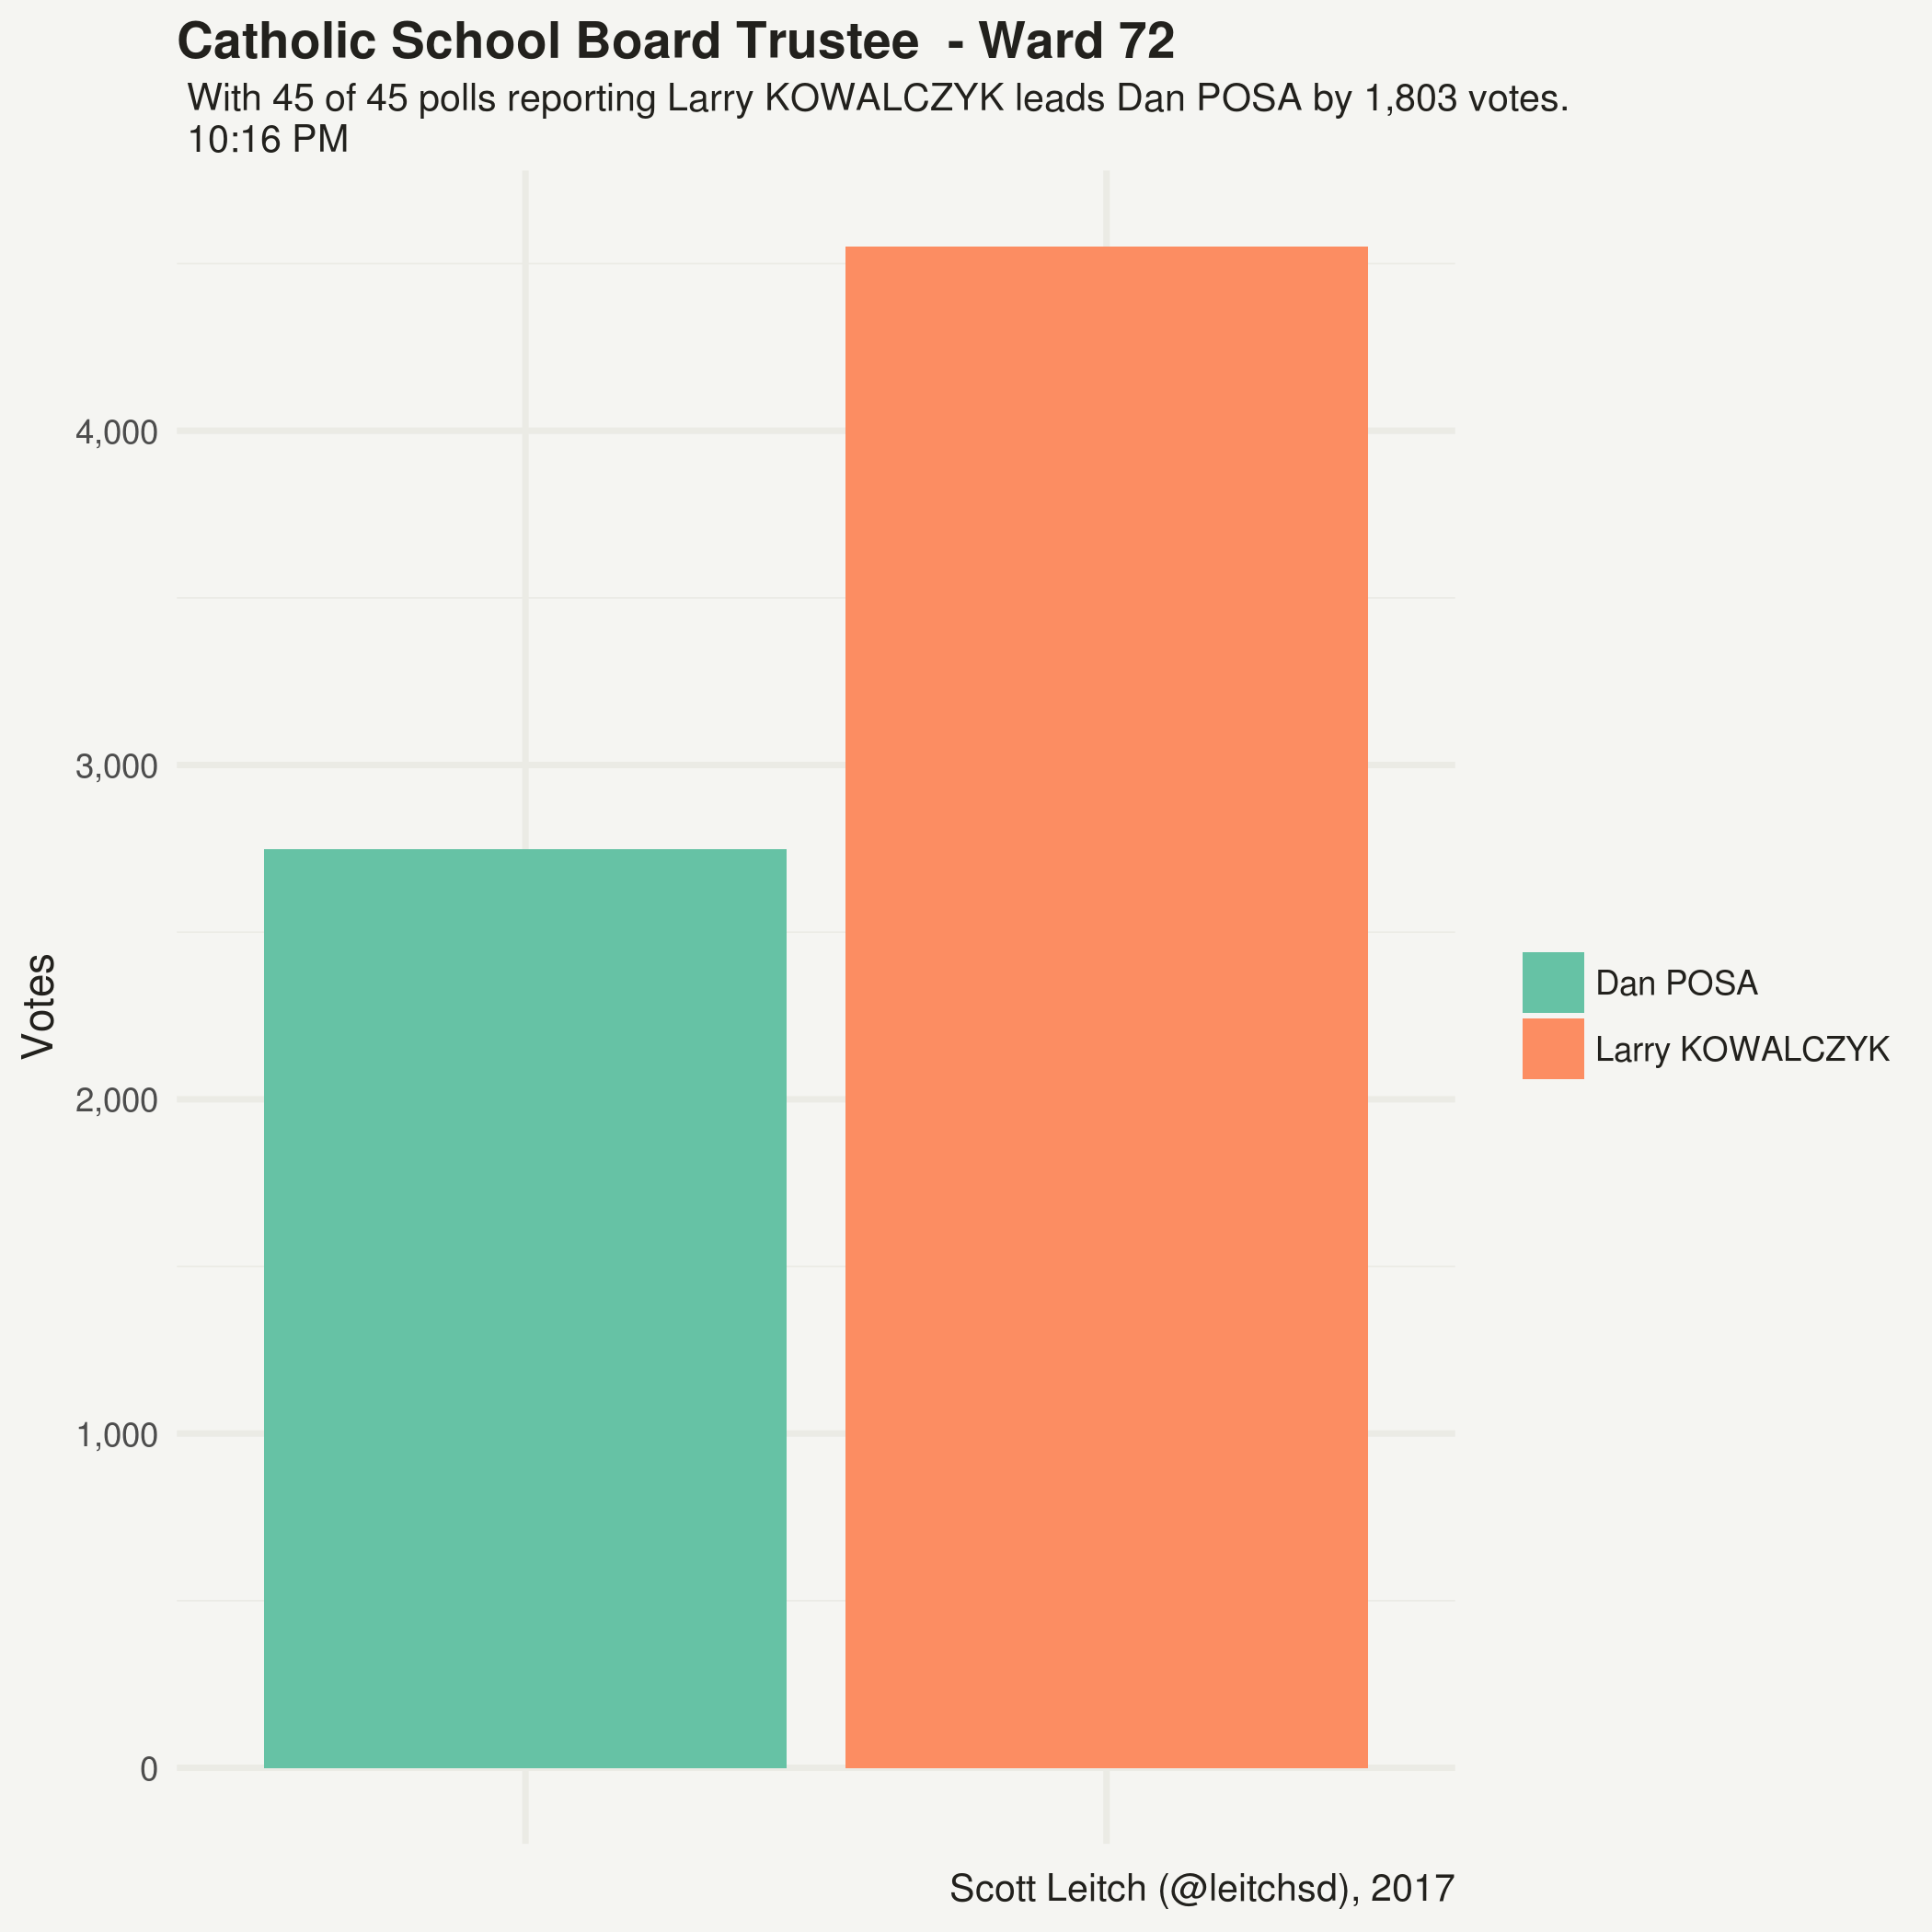 Catholic School Board Trustee  - Ward 72
With 45 of 45 polls reporting Larry KOWALCZYK leads Dan POSA by 1,803 votes.
10:16 PM
4,000
3,000
2,000
1,000
0
Votes
Dan POSA
Larry KOWALCZYK
Scott Leitch (@leitchsd), 2017